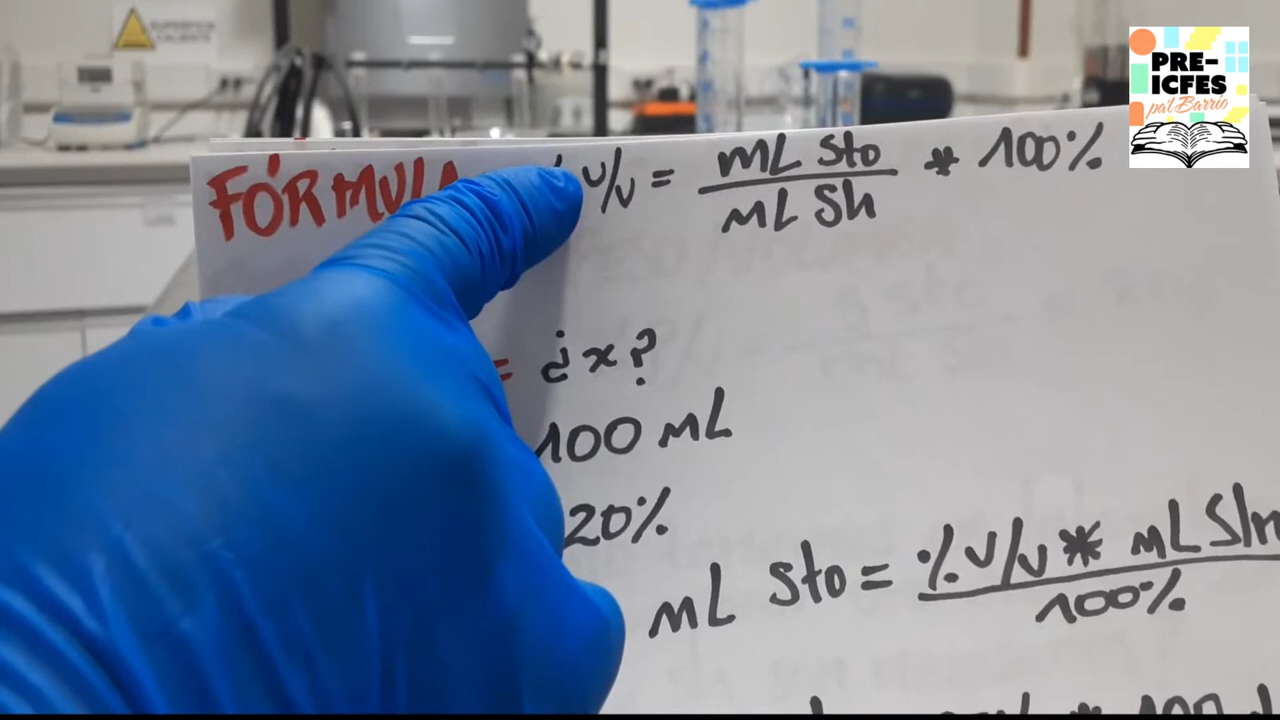 SUPERFICIE
CALIENTE
PRE-
ICFES
pa'l Barrio
FÓRMULA % v/v = mL Sto / mL Sln * 100%
= ¿x?
100 mL
20%
mL Sto = % v/v * mL Sln / 100%